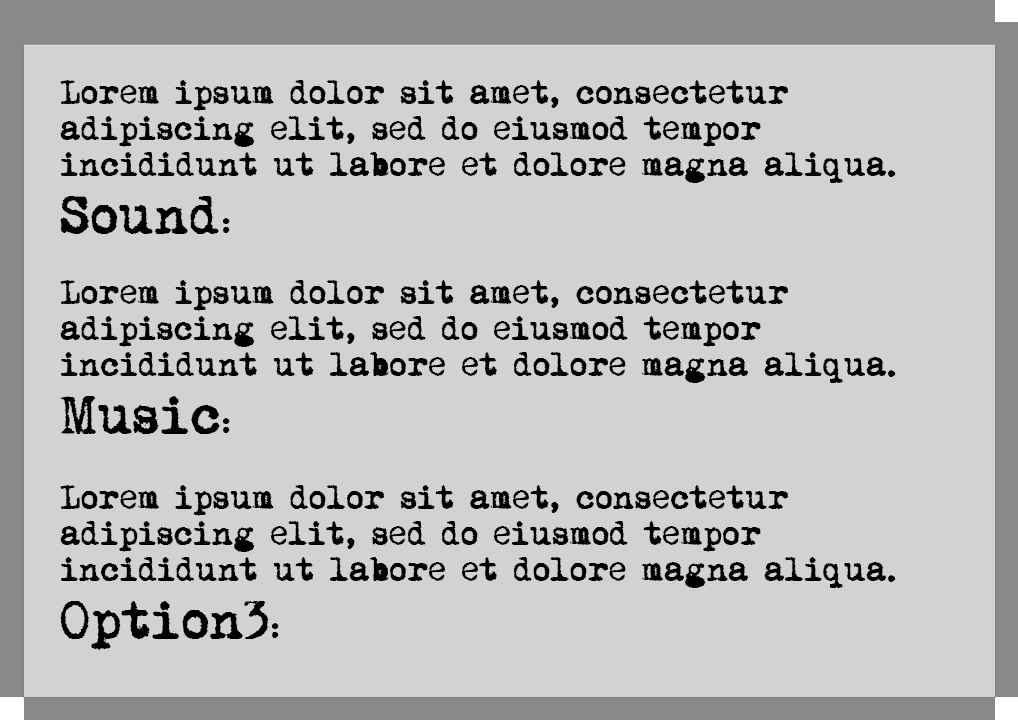 Lorem ipsum dolor sit amet, consectetur
adipiscing elit, sed do eiusmod tempor
incididunt ut labore et dolore magna aliqua.
Sound:
Lorem ipsum dolor sit amet, consectetur
adipiscing elit, sed do eiusmod tempor
incididunt ut labore et dolore magna aliqua.
Music:
Lorem ipsum dolor sit amet, consectetur
adipiscing elit, sed do eiusmod tempor
incididunt ut labore et dolore magna aliqua.
Option3: